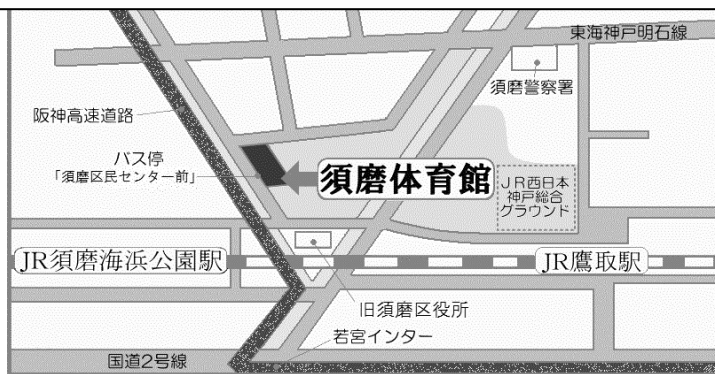 東海神戸明石線
須磨警察署
阪神高速道路
バス停
「須磨区民センター前」
須磨体育館
JR西日本
神戸総合
グラウンド
JR須磨海浜公園駅
JR鷹取駅
旧須磨区役所
若宮インター
国道2号線